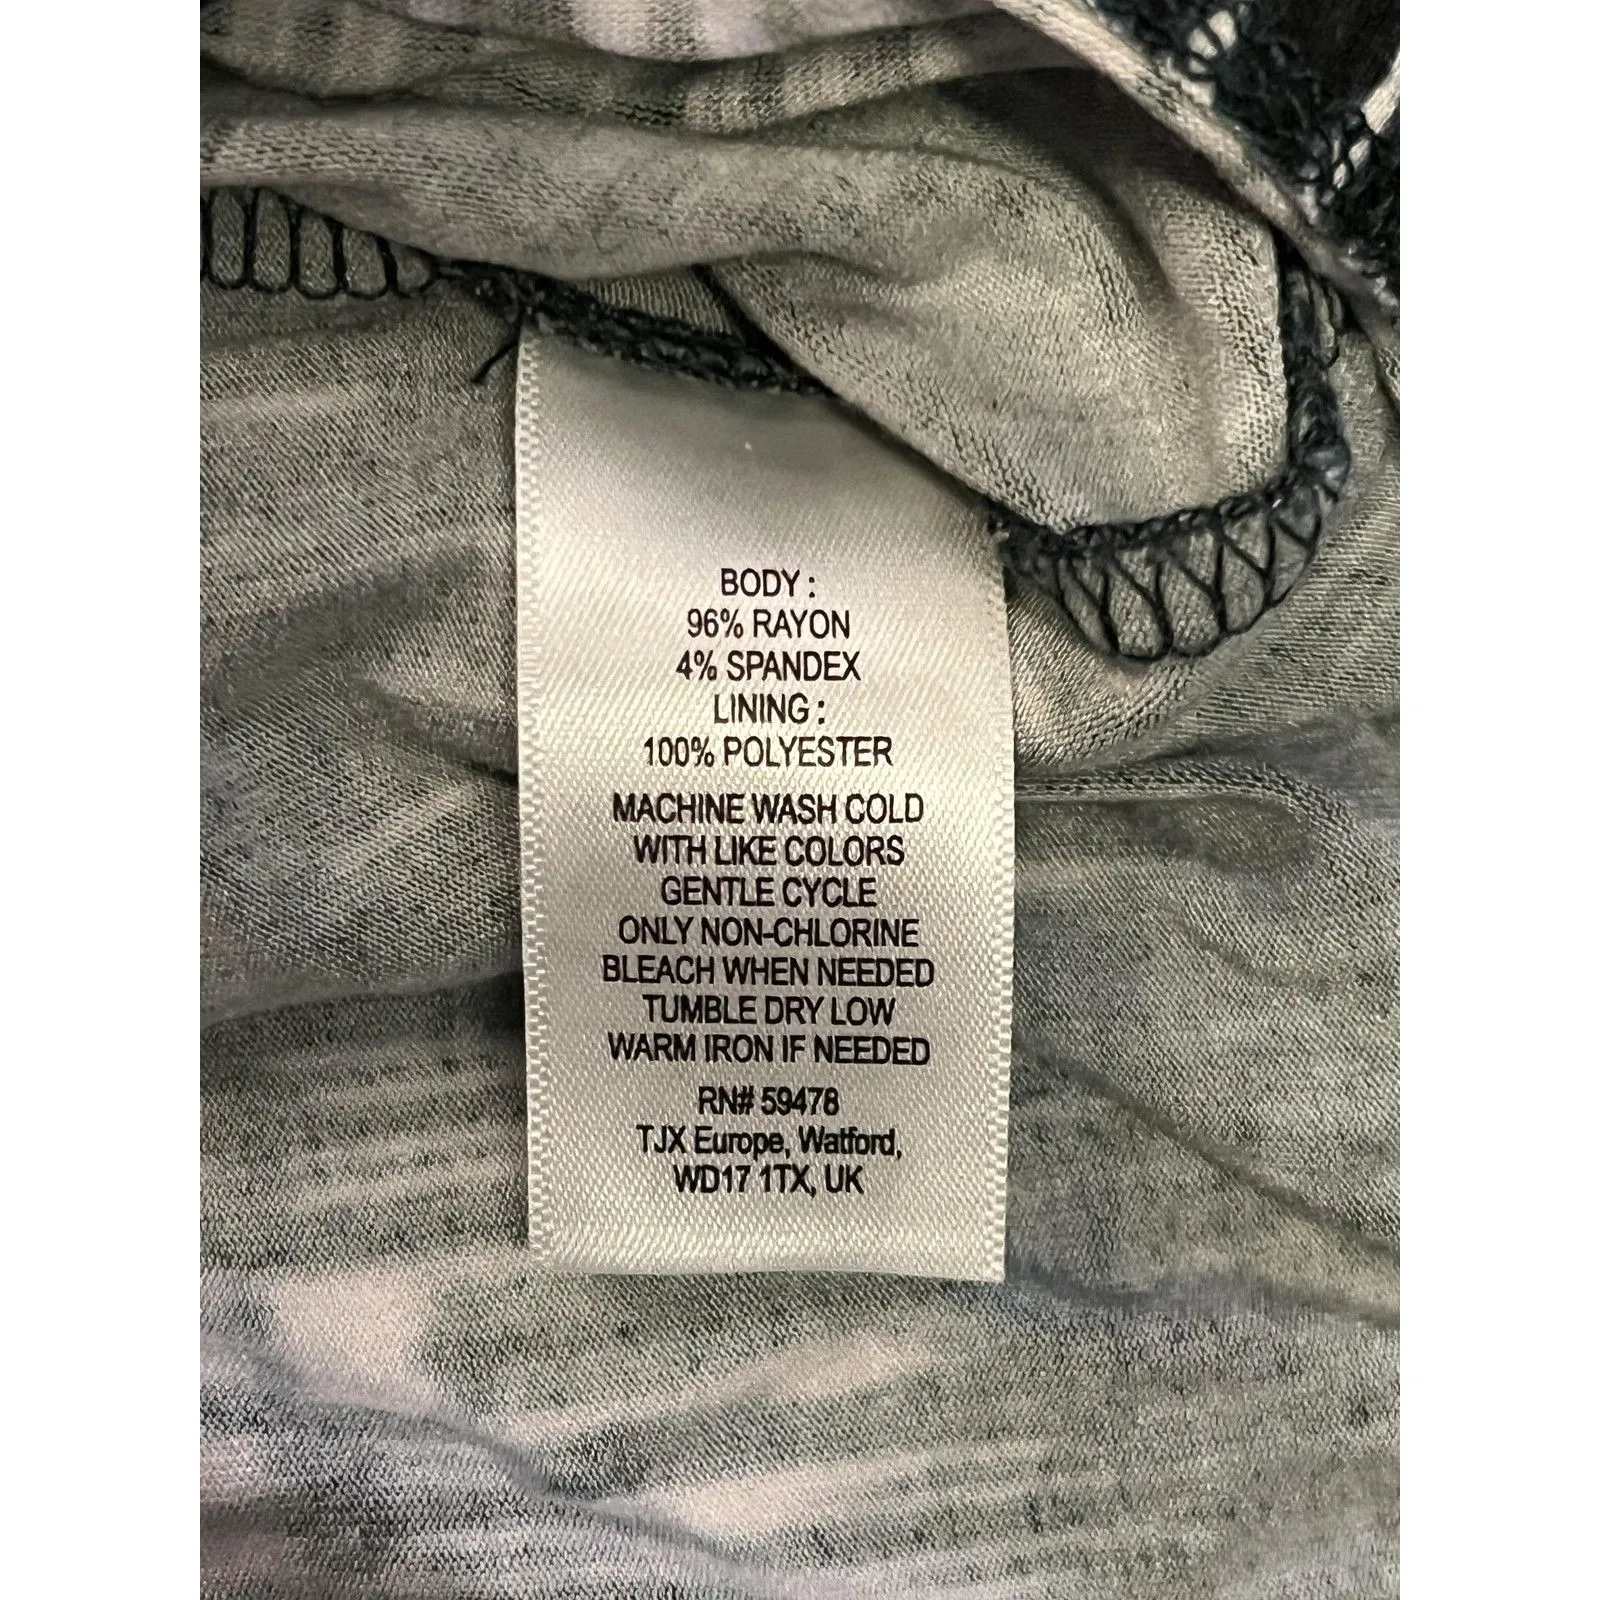 BODY :
96% RAYON
4% SPANDEX
LINING :
100% POLYESTER
MACHINE WASH COLD
WITH LIKE COLORS
GENTLE CYCLE
ONLY NON-CHLORINE
BLEACH WHEN NEEDED
TUMBLE DRY LOW
WARM IRON IF NEEDED
RN# 59478
TJX Europe, Watford,
WD17 1TX, UK